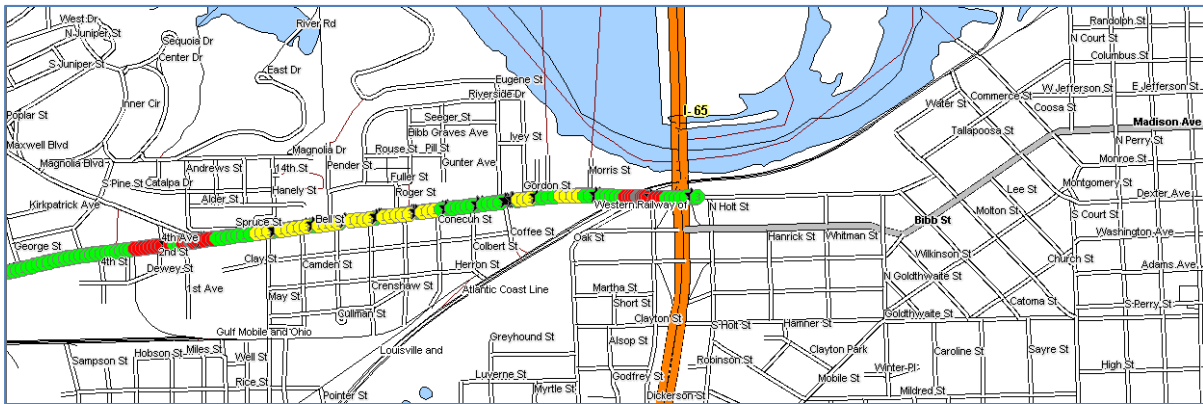 West Dr
River Rd
Randolph St
N Juniper St
Sequoia Dr
N Court St
Center Dr
Columbus St
S Juniper St
East Dr
Eugene St
Riverside Dr
W Jefferson St
E Jefferson St
Inner Cir
Commerce St
Water St
Coosa St
Poplar St
Seeger St
I-65
Madison Ave
Bibb Graves Ave
Ivey St
Tallapoosa St
N Perry St
Maxwell Blvd
Magnolia Dr
Rouse St
Pill St
Magnolia Blvd
Pender St
Gunter Ave
Monroe St
Andrews St
14th St
Morris St
Fuller St
S Pine St
Catalpa Dr
Hanely St
Roger St
Gordon St
Lee St
Montgomery St
Dexter Ave
Alder St
Kirkpatrick Ave
Western Railway of
N Holt St
Molton St
S Court St
Spruce St
Bell St
Conecuh St
Bibb St
4th Ave
Coffee St
Oak St
Hanrick St
Whitman St
Washington Ave
George St
Colbert St
2nd St
Clay St
Wilkinson St
Church St
4th St
Dewey St
Camden St
Herron St
Adams Ave
N Goldthwaite St
1st Ave
May St
Crenshaw St
Atlantic Coast Line
Martha St
Short St
Catoma St
S Perry St
Cullman St
Clayton St
Goldthwaite St
Gulf Mobile and Ohio
S Holt St
Hamner St
Greyhound St
Alsop St
Sampson St
Hobson St
Miles St
Louisville and
Clayton Park
Caroline St
Sayre St
Well St
Robinson St
High St
Luverne St
Godfrey St
Winter Pl
Rice St
Mobile St
Pointer St
Myrtle St
Dickerson St
Mildred St